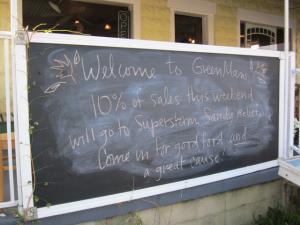 OPEN
Welcome to GreenMans!
10% of sales this weekend
will go to Superstorm Sandy Relief.
Come in for good food and
a great cause!